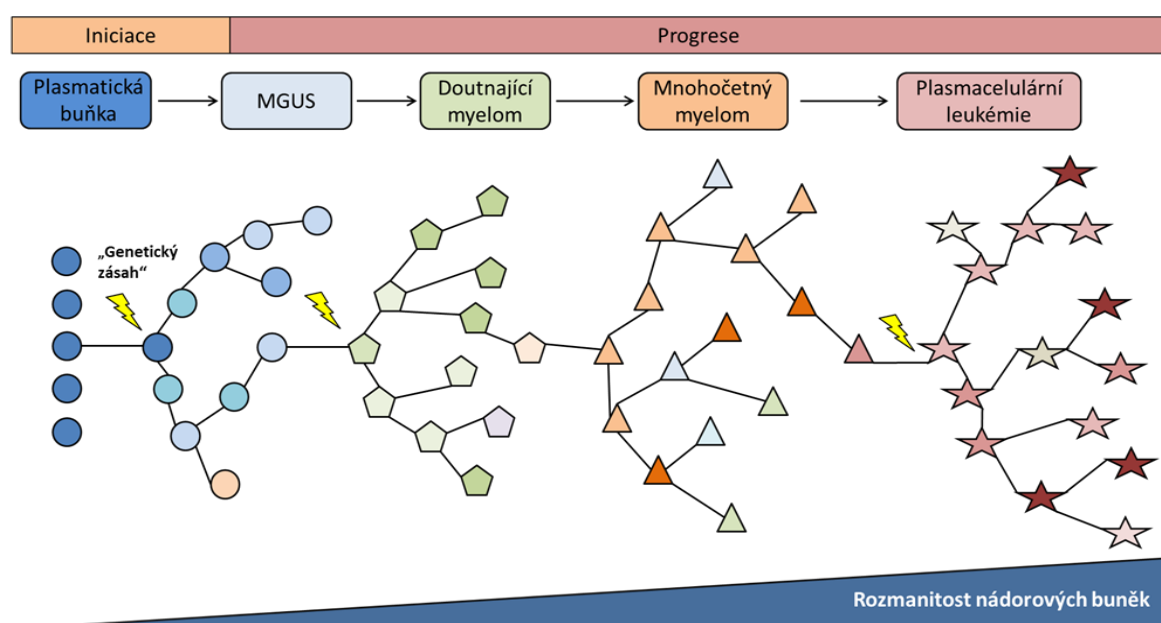 Iniciace
Progrese
Plasmatická
buňka
MGUS
Doutnající
myelom
Mnohočetný
myelom
Plasmacelulární
leukémie
„Genetický
zásah“
Rozmanitost nádorových buněk